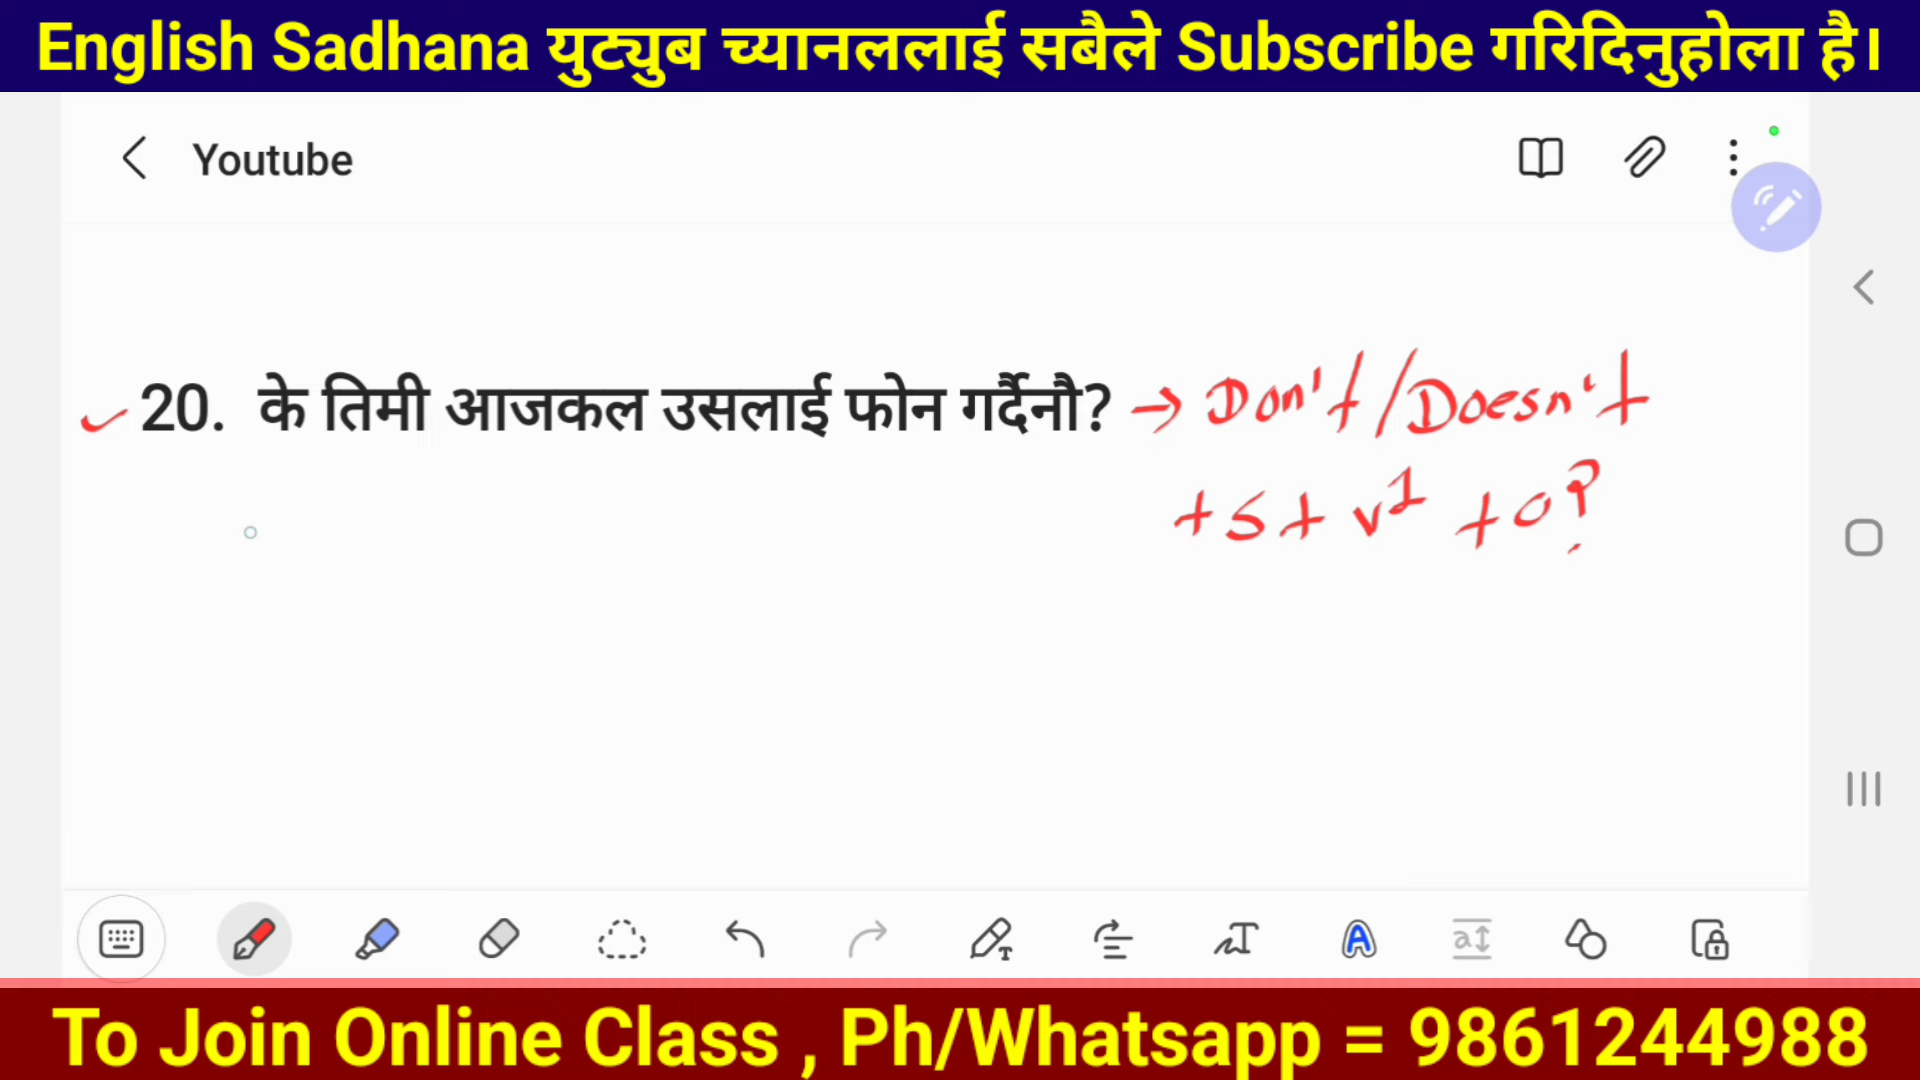 English Sadhana युट्युब च्यानललाई सबैले Subscribe गरिदिनुहोला है।
Youtube
20. के तिमी आजकल उसलाई फोन गर्दैनौ? → Don't/Doesn't
+ S + v1 + o?
To Join Online Class , Ph/Whatsapp = 9861244988